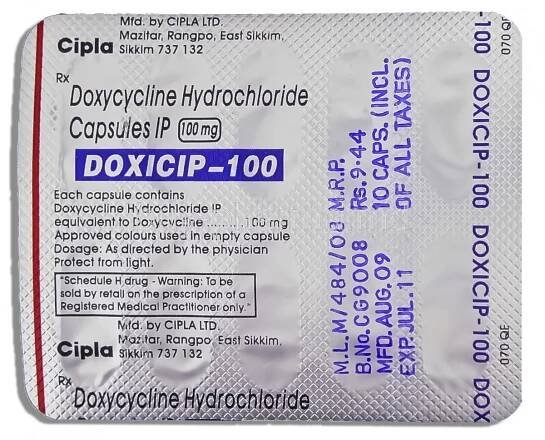 Mfd. by CIPLA LTD.
Cipla Mazitar, Rangpo, East Sikkim,
Sikkim 737 132
Rx
Doxycycline Hydrochloride
Capsules IP 100 mg
DOXICIP-100
Each capsule contains
Doxycycline Hydrochloride IP
equivalent to Doxycycline ..........100 mg
Approved colours used in empty capsule
Dosage: As directed by the physician
Protect from light.
"Schedule H drug - Warning: To be
sold by retail on the prescription of a
Registered Medical Practitioner only."
Mfd. by CIPLA LTD.
Mazitar, Rangpo, East Sikkim,
Cipla Sikkim 737 132
Rx
Doxycycline Hydrochloride
M.L.M/484/08 M.R.P.
B.No.CG9008 Rs.9.44
MFD.AUG.09 10 CAPS.(INCL.
EXP.JUL.11 OF ALL TAXES)
-100 DOXICIP-100 DOXICIP-100 DOX
070 QE
070 QE